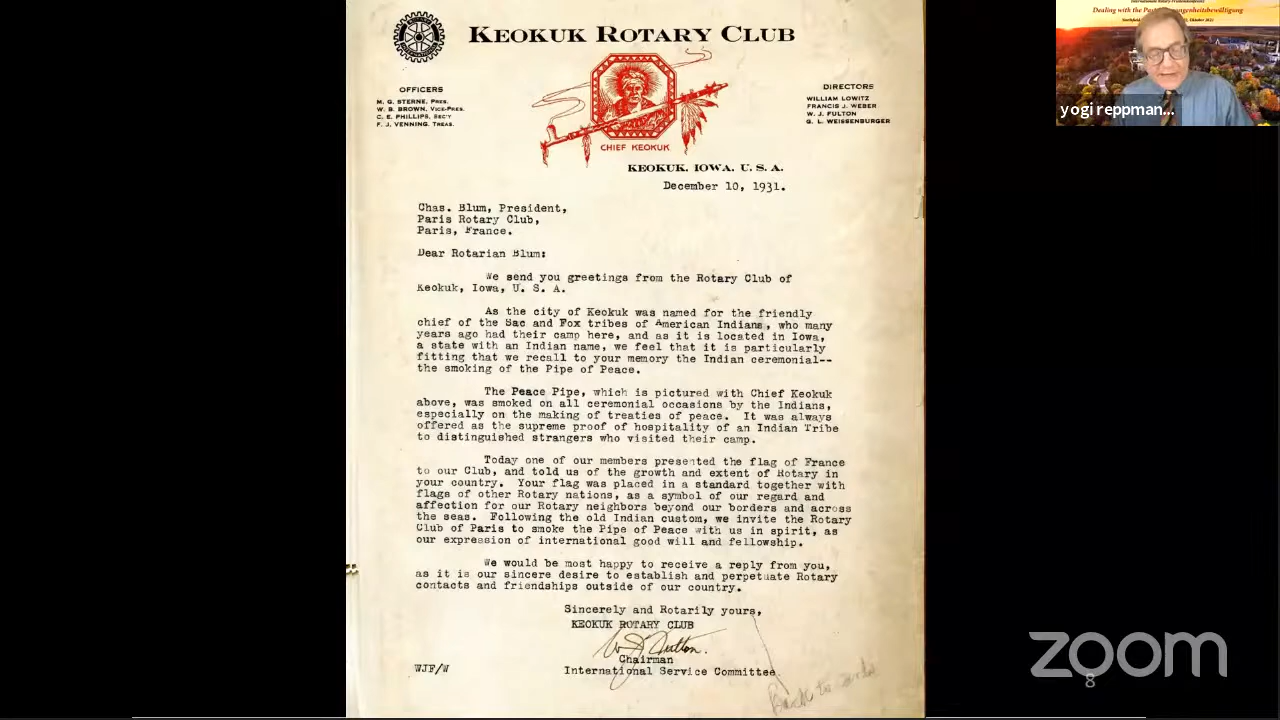 KEOKUK ROTARY CLUB
OFFICERS
M. G. STERNE, PRES.
W. B. BROWN, VICE-PRES.
C. E. PHILLIPS, SEC'Y
F. J. VENNING, TREAS.
DIRECTORS
WILLIAM LOWITZ
FRANCIS J. WEBER
W. J. FULTON
G. L. WEISSENBURGER
CHIEF KEOKUK
KEOKUK, IOWA, U. S. A.
December 10, 1931.
Chas. Blum, President,
Paris Rotary Club,
Paris, France.
Dear Rotarian Blum:
We send you greetings from the Rotary Club of
Keokuk, Iowa, U. S. A.
As the city of Keokuk was named for the friendly
chief of the Sac and Fox tribes of American Indians, who many
years ago had their camp here, and as it is located in Iowa,
a state with an Indian name, we feel that it is particularly
fitting that we recall to your memory the Indian ceremonial--
the smoking of the Pipe of Peace.
The Peace Pipe, which is pictured with Chief Keokuk
above, was smoked on all ceremonial occasions by the Indians,
especially on the making of treaties of peace. It was always
offered as the supreme proof of hospitality of an Indian Tribe
to distinguished strangers who visited their camp.
Today one of our members presented the flag of France
to our Club, and told us of the growth and extent of Rotary in
your country. Your flag was placed in a standard together with
flags of other Rotary nations, as a symbol of our regard and
affection for our Rotary neighbors beyond our borders and across
the seas. Following the old Indian custom, we invite the Rotary
Club of Paris to smoke the Pipe of Peace with us in spirit, as
our expression of international good will and fellowship.
We would be most happy to receive a reply from you,
as it is our sincere desire to establish and perpetuate Rotary
contacts and friendships outside of our country.
Sincerely and Rotarily yours,
KEOKUK ROTARY CLUB
W J Fulton.
Chairman
International Service Committee
WJF/W
Back to
Dealing with the
yogi reppman...
zoom
8